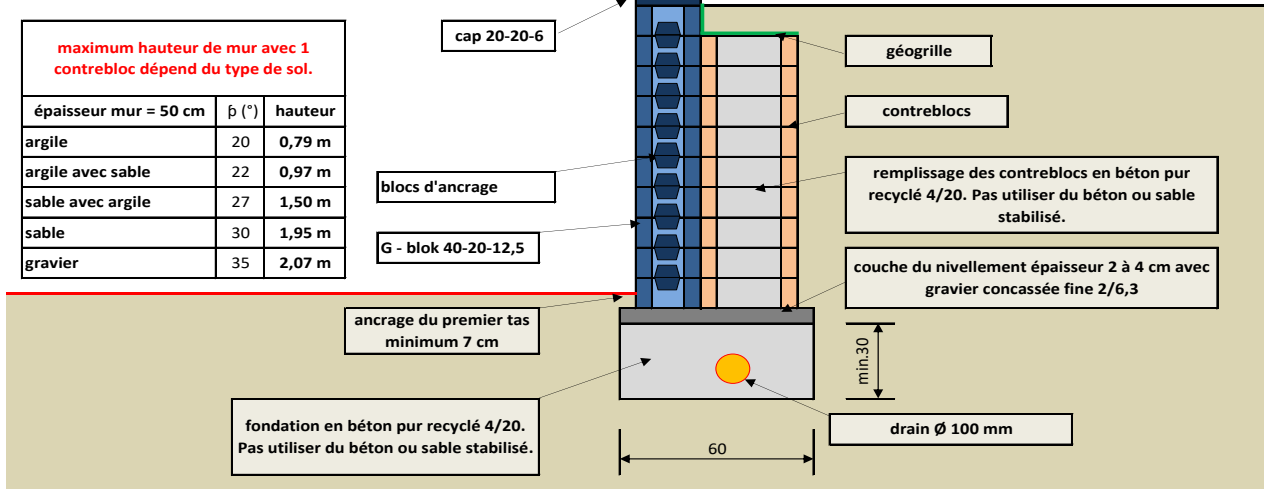 maximum hauteur de mur avec 1
contrebloc dépend du type de sol.
épaisseur mur = 50 cm ϸ (°) hauteur
argile 20 0,79 m
argile avec sable 22 0,97 m
sable avec argile 27 1,50 m
sable 30 1,95 m
gravier 35 2,07 m
cap 20-20-6
blocs d'ancrage
G - blok 40-20-12,5
ancrage du premier tas
minimum 7 cm
fondation en béton pur recyclé 4/20.
Pas utiliser du béton ou sable stabilisé.
géogrille
contreblocs
remplissage des contreblocs en béton pur
recyclé 4/20. Pas utiliser du béton ou sable
stabilisé.
couche du nivellement épaisseur 2 à 4 cm avec
gravier concassée fine 2/6,3
min.30
drain Ø 100 mm
60